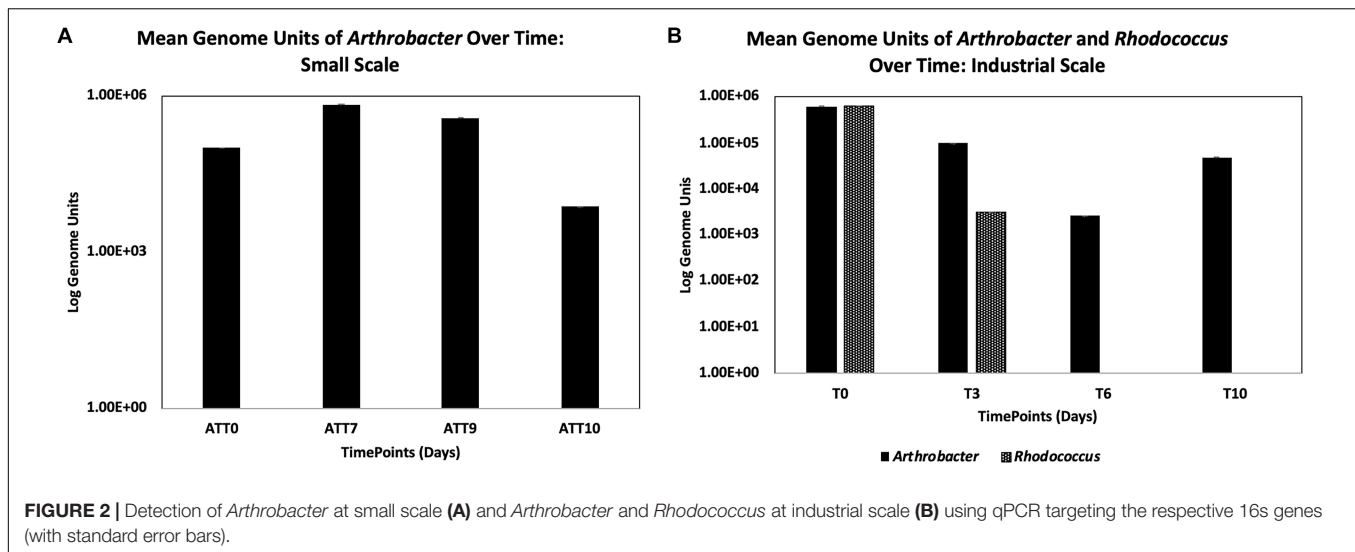 A
Mean Genome Units of Arthrobacter Over Time:
Small Scale
1.00E+06
1.00E+03
1.00E+00
Log Genome Units
ATT0 ATT7 ATT9 ATT10
TimePoints (Days)
B
Mean Genome Units of Arthrobacter and Rhodococcus
Over Time: Industrial Scale
1.00E+06
1.00E+05
1.00E+04
1.00E+03
1.00E+02
1.00E+01
1.00E+00
Log Genome Unis
T0 T3 T6 T10
TimePoints (Days)
Arthrobacter Rhodococcus
FIGURE 2 | Detection of Arthrobacter at small scale (A) and Arthrobacter and Rhodococcus at industrial scale (B) using qPCR targeting the respective 16s genes
(with standard error bars).